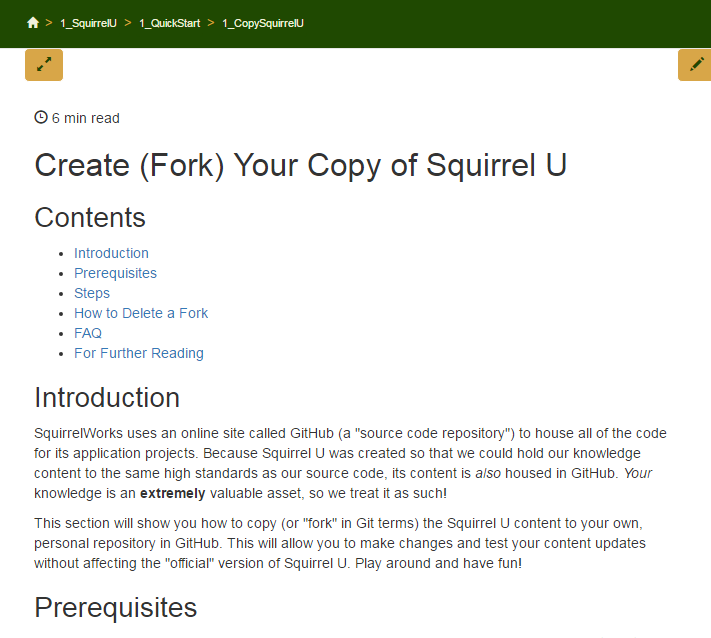 > 1_SquirrelU > 1_QuickStart > 1_CopySquirrelU
6 min read
Create (Fork) Your Copy of Squirrel U
Contents
• Introduction
• Prerequisites
• Steps
• How to Delete a Fork
• FAQ
• For Further Reading
Introduction
SquirrelWorks uses an online site called GitHub (a "source code repository") to house all of the code
for its application projects. Because Squirrel U was created so that we could hold our knowledge
content to the same high standards as our source code, its content is also housed in GitHub. Your
knowledge is an extremely valuable asset, so we treat it as such!
This section will show you how to copy (or "fork" in Git terms) the Squirrel U content to your own,
personal repository in GitHub. This will allow you to make changes and test your content updates
without affecting the "official" version of Squirrel U. Play around and have fun!
Prerequisites